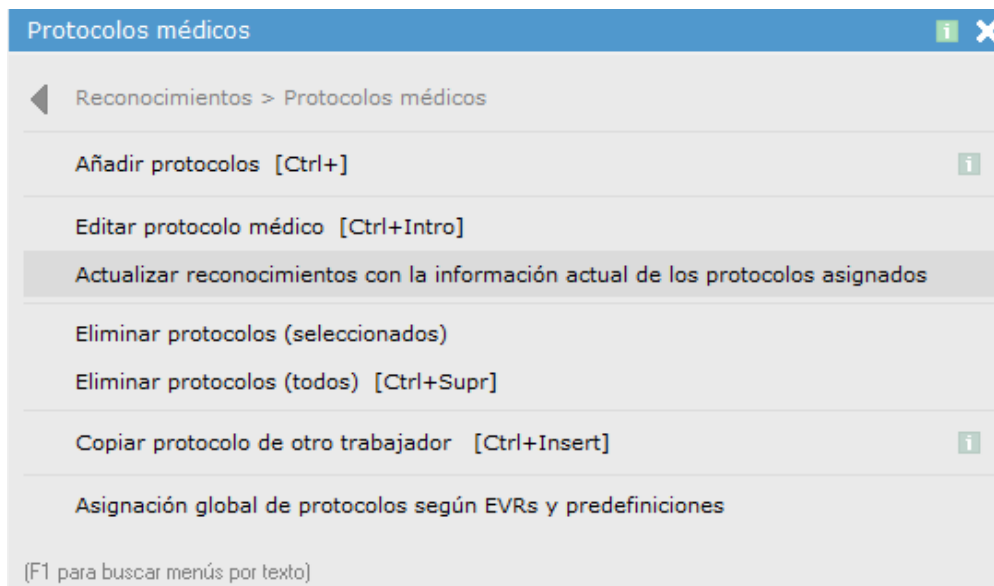 Protocolos médicos
i
Reconocimientos > Protocolos médicos
Añadir protocolos [Ctrl+]
i
Editar protocolo médico [Ctrl+Intro]
Actualizar reconocimientos con la información actual de los protocolos asignados
Eliminar protocolos (seleccionados)
Eliminar protocolos (todos) [Ctrl+Supr]
Copiar protocolo de otro trabajador [Ctrl+Insert]
i
Asignación global de protocolos según EVRs y predefiniciones
(F1 para buscar menús por texto)